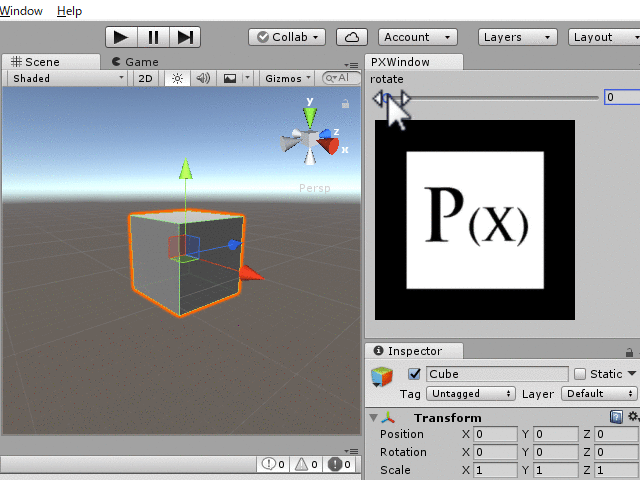 Window Help
Collab Account Layers Layout
Scene Game
PXWindow
Shaded 2D Gizmos Al
rotate
0
y
z
x
Persp
P(X)
Inspector
Cube Static
Tag Untagged Layer Default
Transform
Position X 0 Y 0 Z 0
Rotation X 0 Y 0 Z 0
Scale X 1 Y 1 Z 1
0 0 0